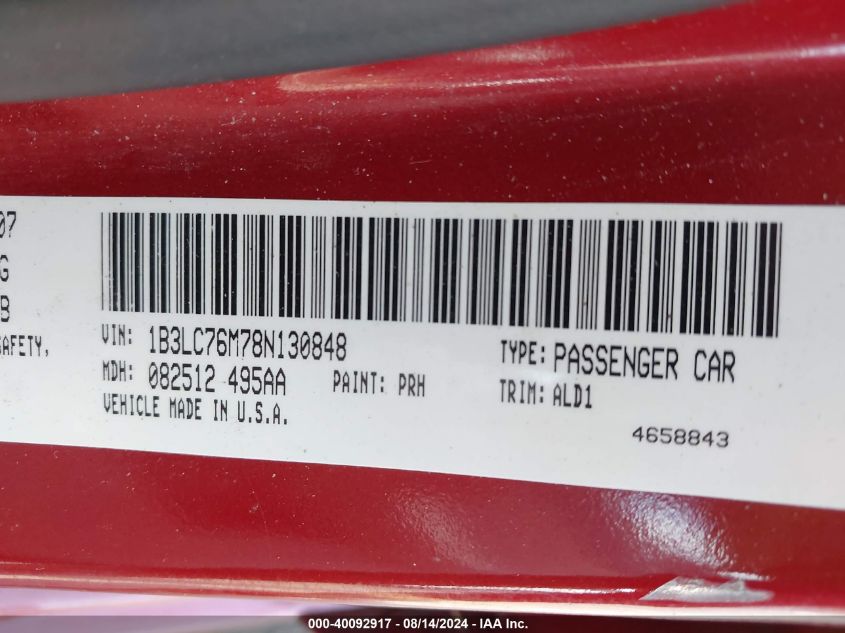 07
G
B
SAFETY,
VIN: 1B3LC76M78N130848 TYPE: PASSENGER CAR
MDH: 082512 495AA PAINT: PRH TRIM: ALD1
VEHICLE MADE IN U.S.A.
4658843
000-40092917 - 08/14/2024 - IAA Inc.